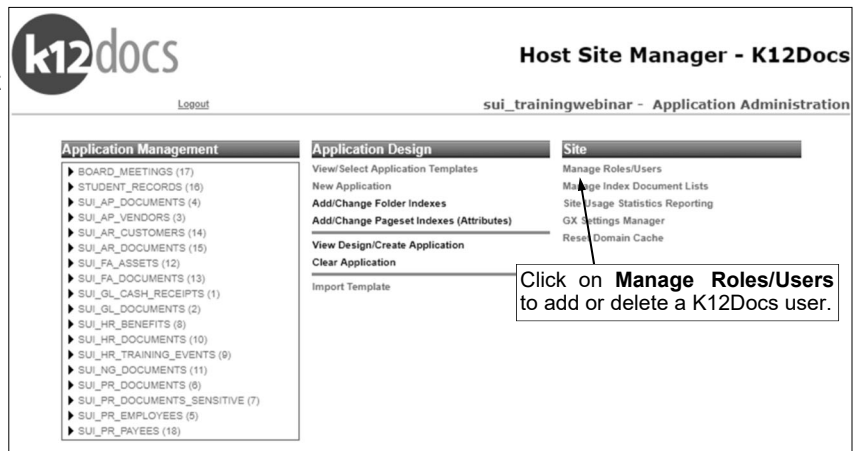 k12docs
Host Site Manager - K12Docs
Logout
sui_trainingwebinar - Application Administration
Application Management
BOARD_MEETINGS (17)
STUDENT_RECORDS (16)
SUI_AP_DOCUMENTS (4)
SUI_AP_VENDORS (3)
SUI_AR_CUSTOMERS (14)
SUI_AR_DOCUMENTS (15)
SUI_FA_ASSETS (12)
SUI_FA_DOCUMENTS (13)
SUI_GL_CASH_RECEIPTS (1)
SUI_GL_DOCUMENTS (2)
SUI_HR_BENEFITS (8)
SUI_HR_DOCUMENTS (10)
SUI_HR_TRAINING_EVENTS (9)
SUI_NG_DOCUMENTS (11)
SUI_PR_DOCUMENTS (6)
SUI_PR_DOCUMENTS_SENSITIVE (7)
SUI_PR_EMPLOYEES (5)
SUI_PR_PAYEES (18)
Application Design
View/Select Application Templates
New Application
Add/Change Folder Indexes
Add/Change Pageset Indexes (Attributes)
View Design/Create Application
Clear Application
Import Template
Site
Manage Roles/Users
Manage Index Document Lists
Site Usage Statistics Reporting
GX Settings Manager
Reset Domain Cache
Click on Manage Roles/Users
to add or delete a K12Docs user.